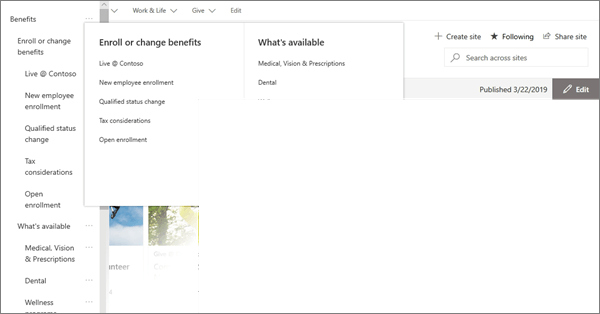 Benefits
Enroll or change
benefits
Live @ Contoso
New employee
enrollment
Qualified status
change
Tax
considerations
Open
enrollment
What's available
Medical, Vision
& Prescriptions
Dental
Wellness
programs
Work & Life
Give
Edit
Enroll or change benefits
Live @ Contoso
New employee enrollment
Qualified status change
Tax considerations
Open enrollment
What's available
Medical, Vision & Prescriptions
Dental
+ Create site
★ Following
Share site
Search across sites
Published 3/22/2019
Edit